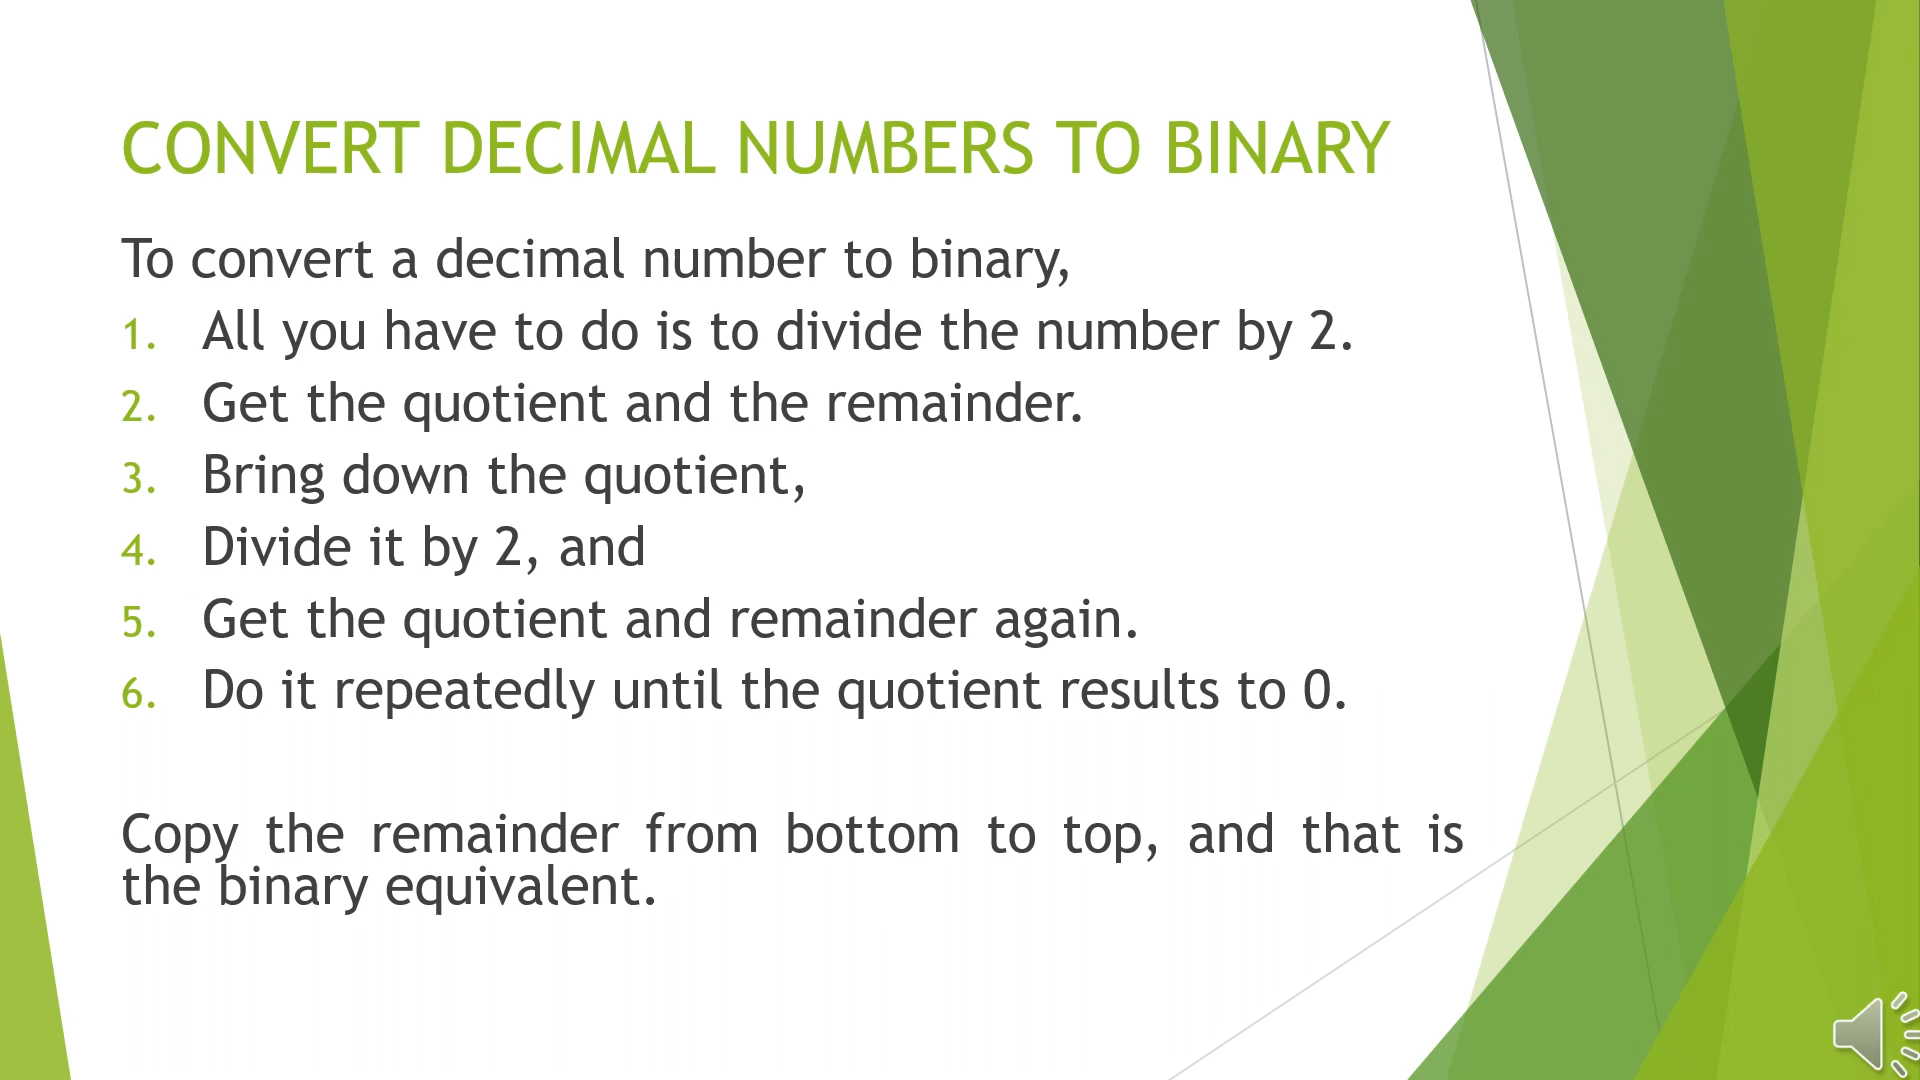 CONVERT DECIMAL NUMBERS TO BINARY
To convert a decimal number to binary,
1. All you have to do is to divide the number by 2.
2. Get the quotient and the remainder.
3. Bring down the quotient,
4. Divide it by 2, and
5. Get the quotient and remainder again.
6. Do it repeatedly until the quotient results to 0.
Copy the remainder from bottom to top, and that is
the binary equivalent.